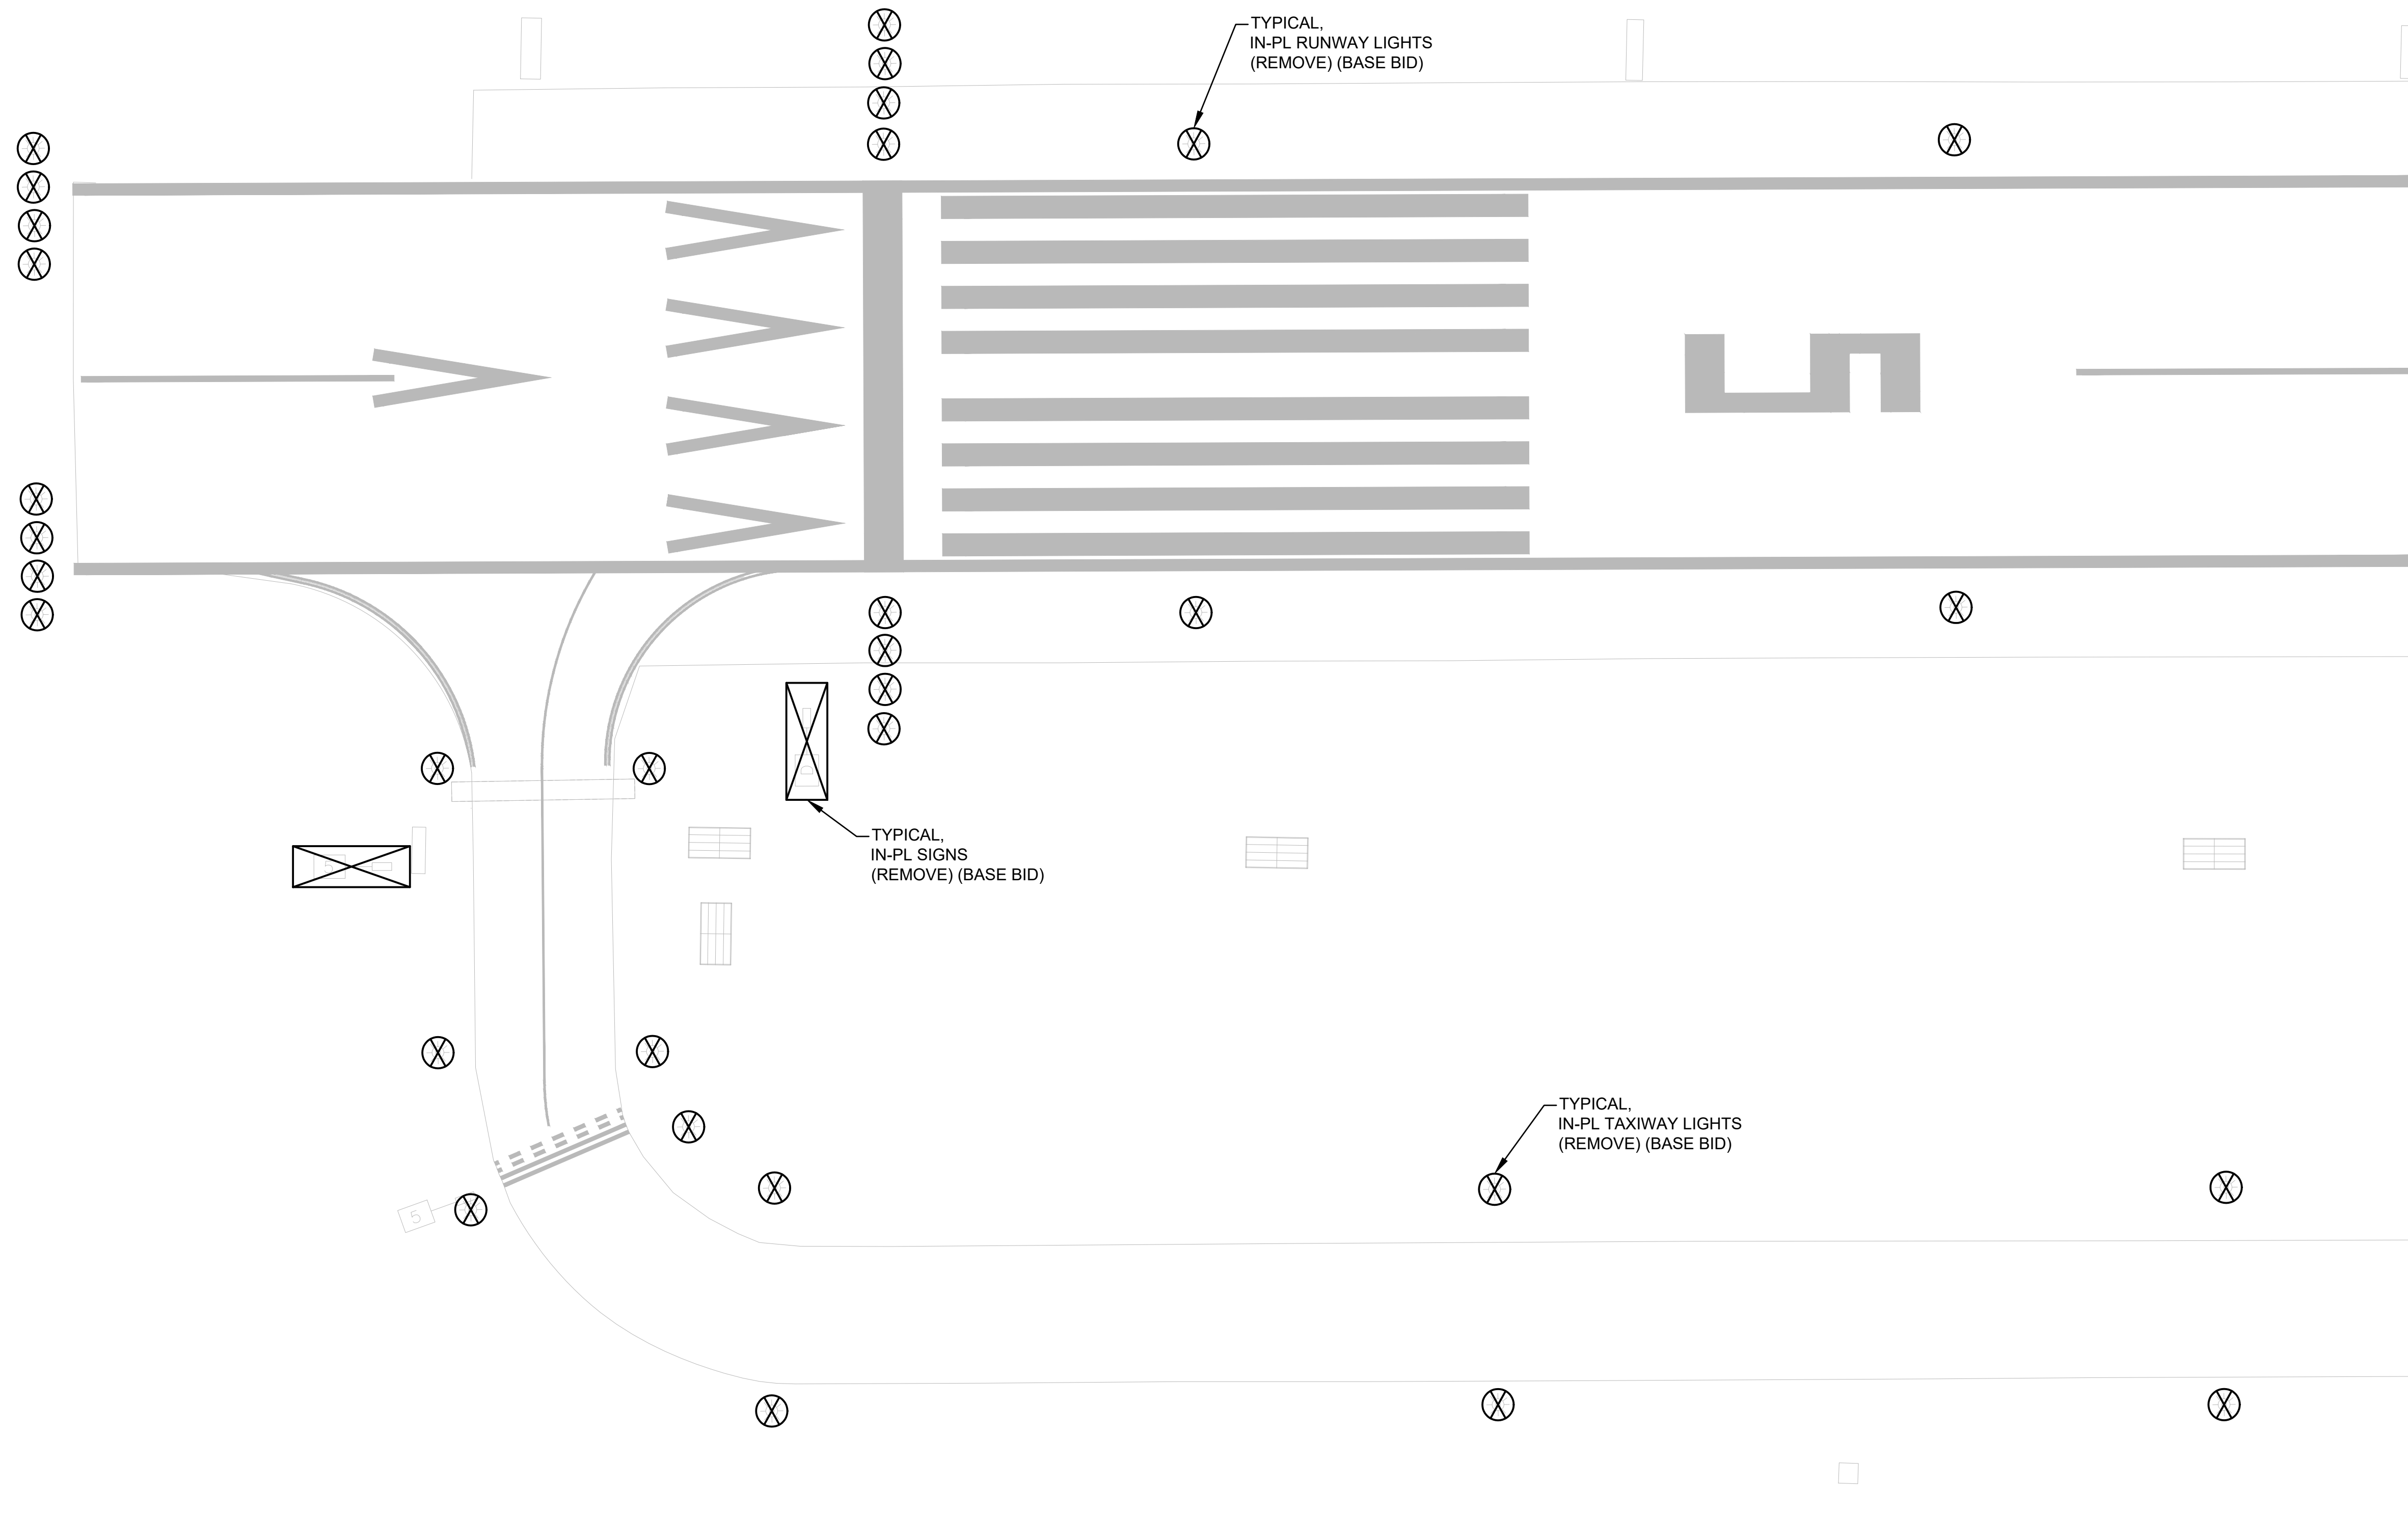 TYPICAL,
IN-PL RUNWAY LIGHTS
(REMOVE) (BASE BID)
5
TYPICAL,
IN-PL SIGNS
(REMOVE) (BASE BID)
TYPICAL,
IN-PL TAXIWAY LIGHTS
(REMOVE) (BASE BID)
5